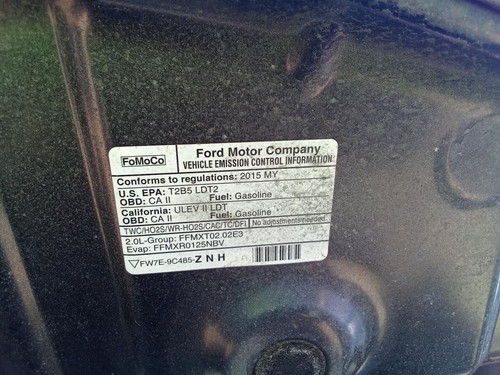 FoMoCo
Ford Motor Company
VEHICLE EMISSION CONTROL INFORMATION
Conforms to regulations: 2015 MY
U.S. EPA: T2B5 LDT2
OBD: CA II Fuel: Gasoline
California: ULEV II LDT
OBD: CA II Fuel: Gasoline
TWC/HO2S/WR-HO2S/CAC/TC/DFI No adjustments needed.
2.0L-Group: FFMXT02.02E3
Evap: FFMXR0125NBV
FW7E-9C485-ZNH